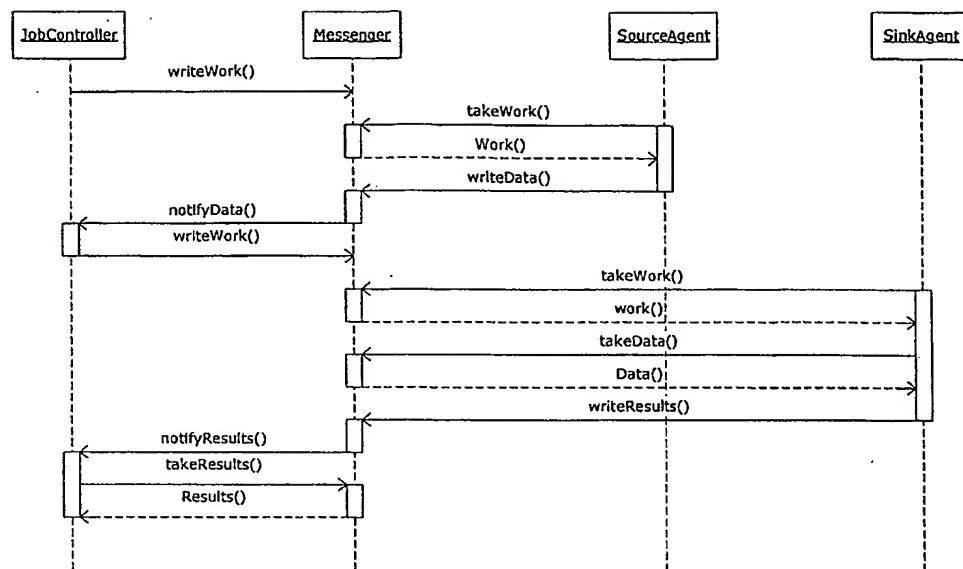 JobController
Messenger
SourceAgent
SinkAgent
writeWork()
takeWork()
Work()
writeData()
notifyData()
writeWork()
takeWork()
work()
takeData()
Data()
writeResults()
notifyResults()
takeResults()
Results()